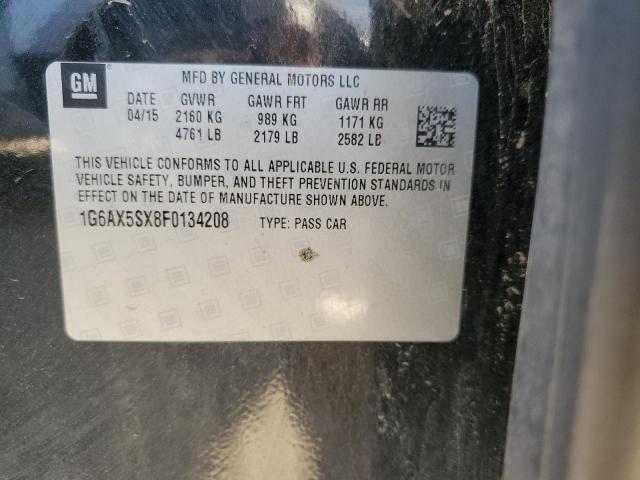 GM
MFD BY GENERAL MOTORS LLC
DATE GVWR GAWR FRT GAWR RR
04/15 2160 KG 989 KG 1171 KG
4761 LB 2179 LB 2582 LB
THIS VEHICLE CONFORMS TO ALL APPLICABLE U.S. FEDERAL MOTOR
VEHICLE SAFETY, BUMPER, AND THEFT PREVENTION STANDARDS IN
EFFECT ON THE DATE OF MANUFACTURE SHOWN ABOVE.
1G6AX5SX8F0134208 TYPE: PASS CAR